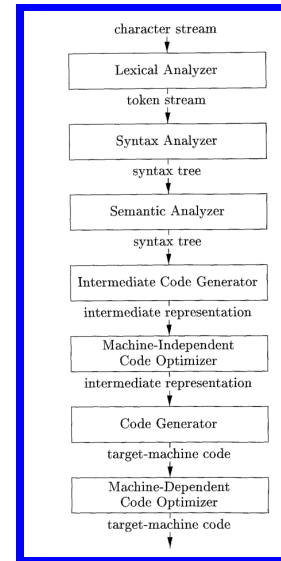 character stream
Lexical Analyzer
token stream
Syntax Analyzer
syntax tree
Semantic Analyzer
syntax tree
Intermediate Code Generator
intermediate representation
Machine-Independent
Code Optimizer
intermediate representation
Code Generator
target-machine code
Machine-Dependent
Code Optimizer
target-machine code